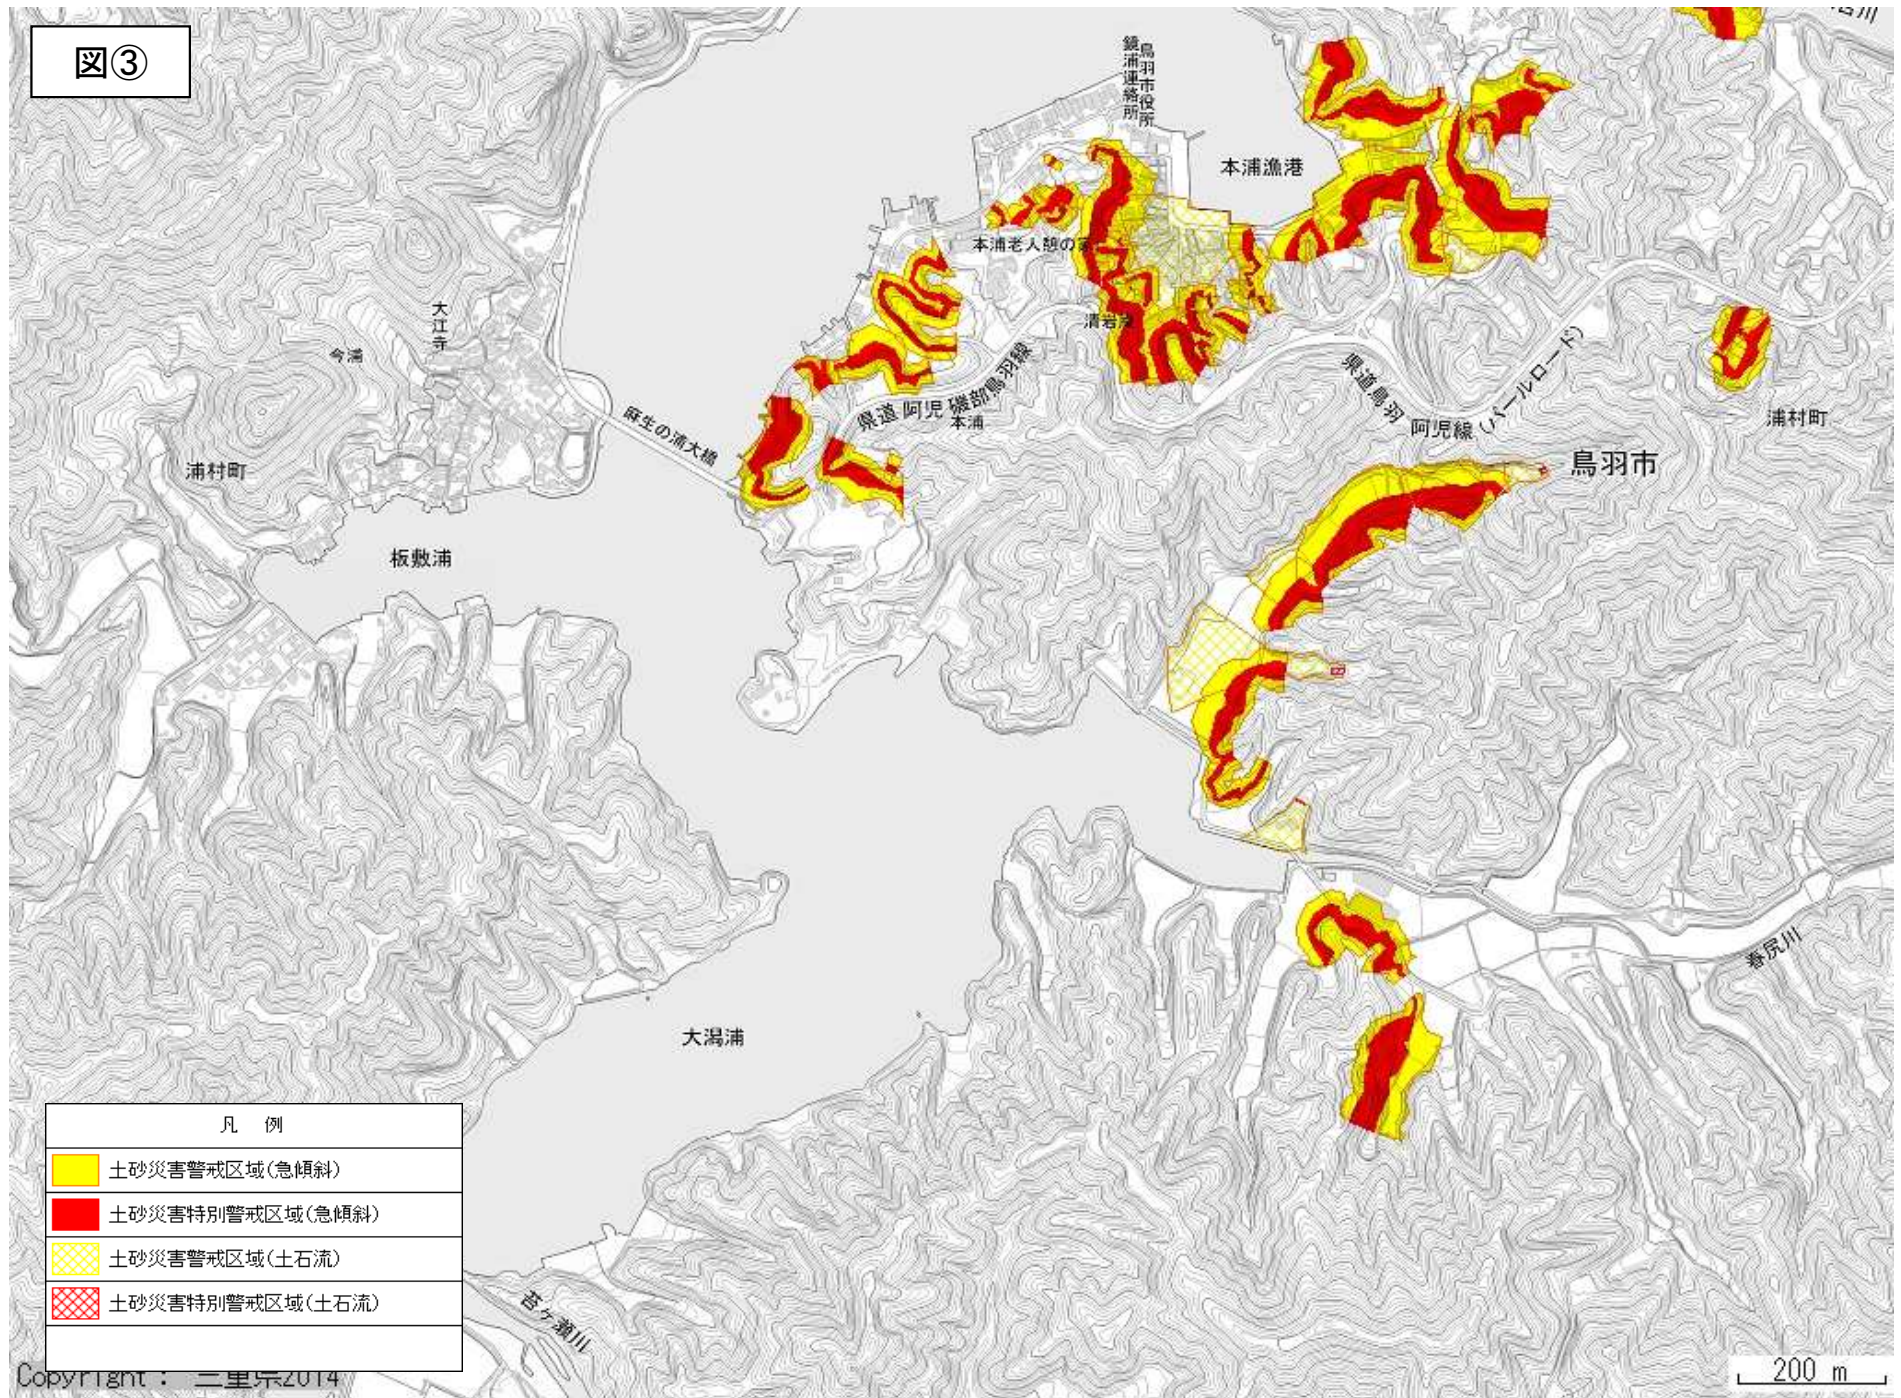 図③
谷川
鳥羽市役所
鏡浦連絡所
本浦漁港
本浦老人憩の家
清岩
大江寺
今浦
麻生の浦大橋
県道 阿児 磯部鳥羽線
本浦
県道鳥羽 阿児線(パールロード)
浦村町
鳥羽市
浦村町
板敷浦
大潟浦
春尻川
苔ヶ瀬川
凡 例
土砂災害警戒区域(急傾斜)
土砂災害特別警戒区域(急傾斜)
土砂災害警戒区域(土石流)
土砂災害特別警戒区域(土石流)
Copyright : 三重県2014
200 m